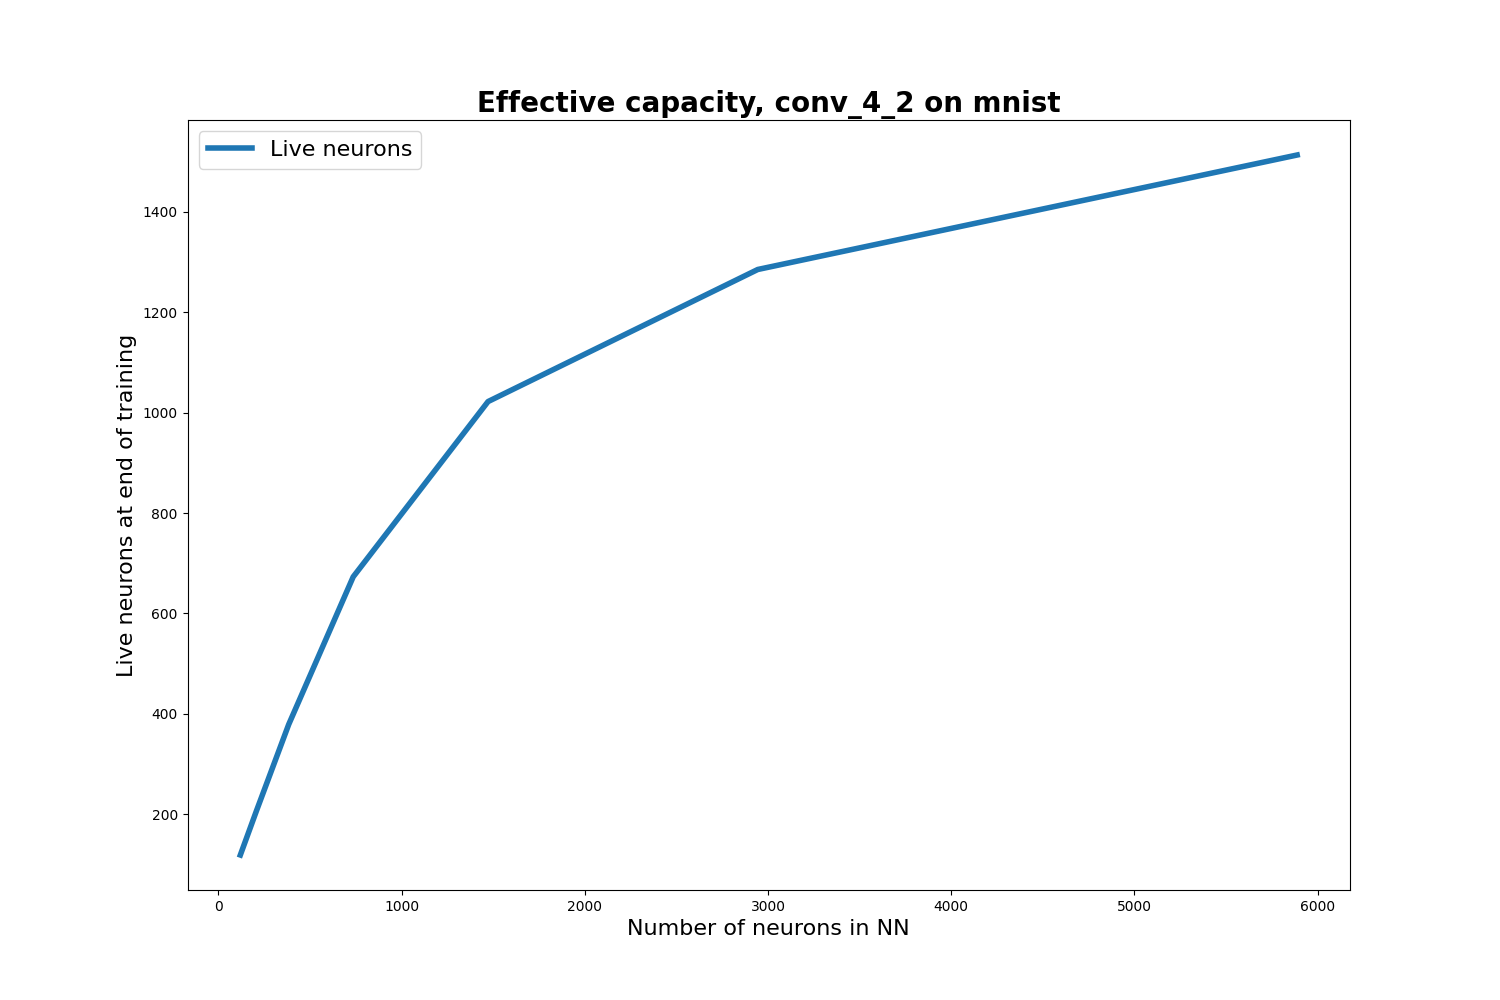 Effective capacity, conv_4_2 on mnist
Live neurons
Live neurons at end of training
1400
1200
1000
800
600
400
200
0 1000 2000 3000 4000 5000 6000
Number of neurons in NN